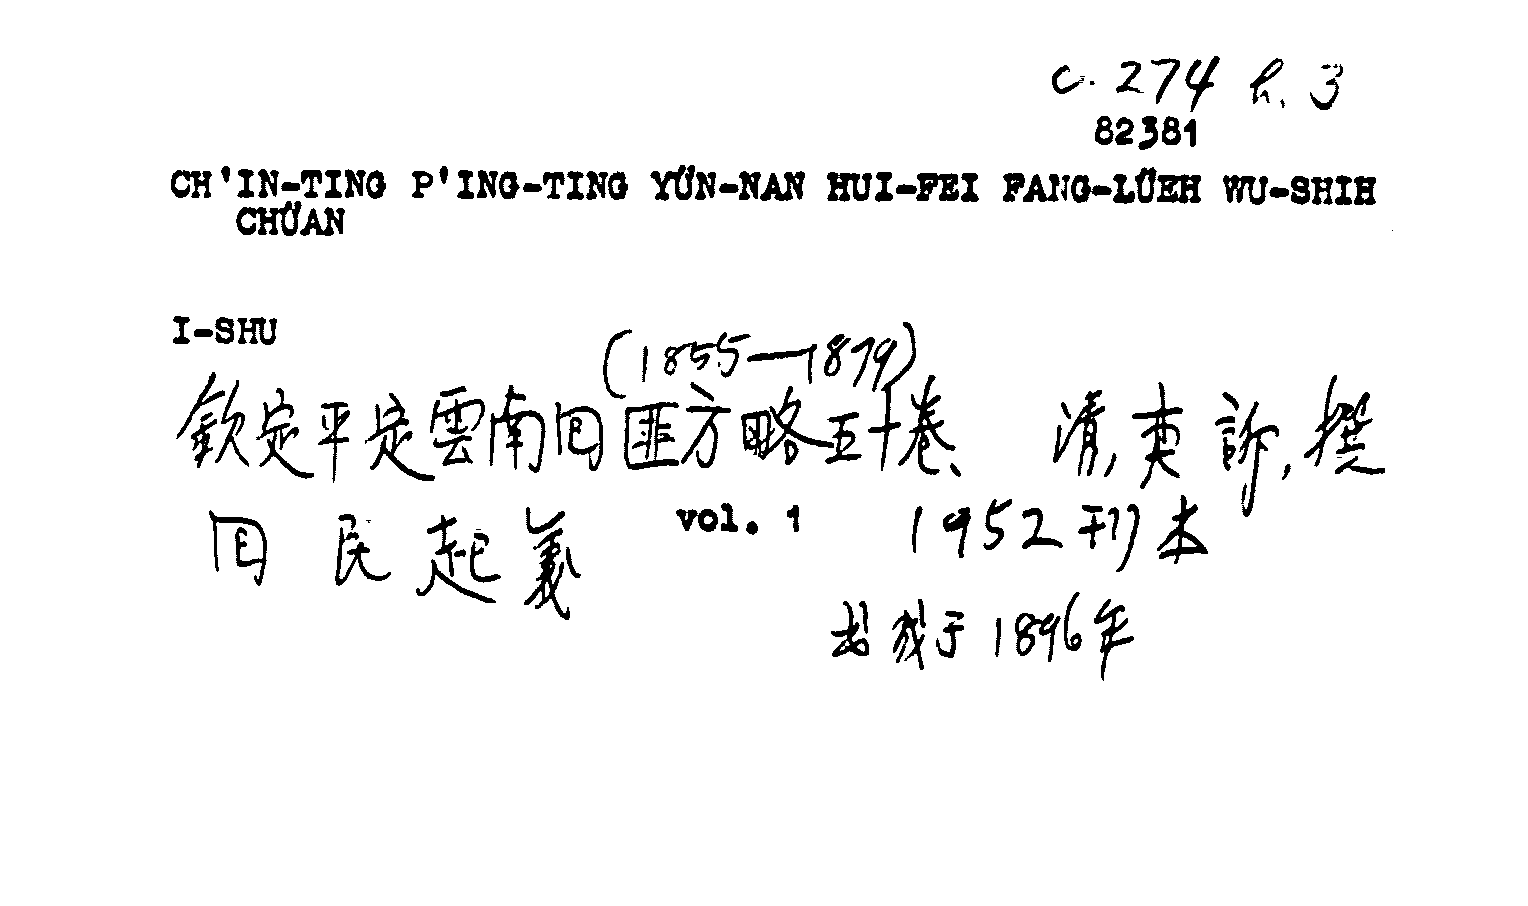 c. 274 h. 3
82381
CH'IN-TING P'ING-TING YÜN-NAN HUI-FEI FANG-LÜEH WU-SHIH
CHÜAN
I-SHU
(1855—1879)
欽定平定雲南回匪方略五十卷、 清,奕訢,撰
回民起義 vol. 1 1952刊本
书成于1896年